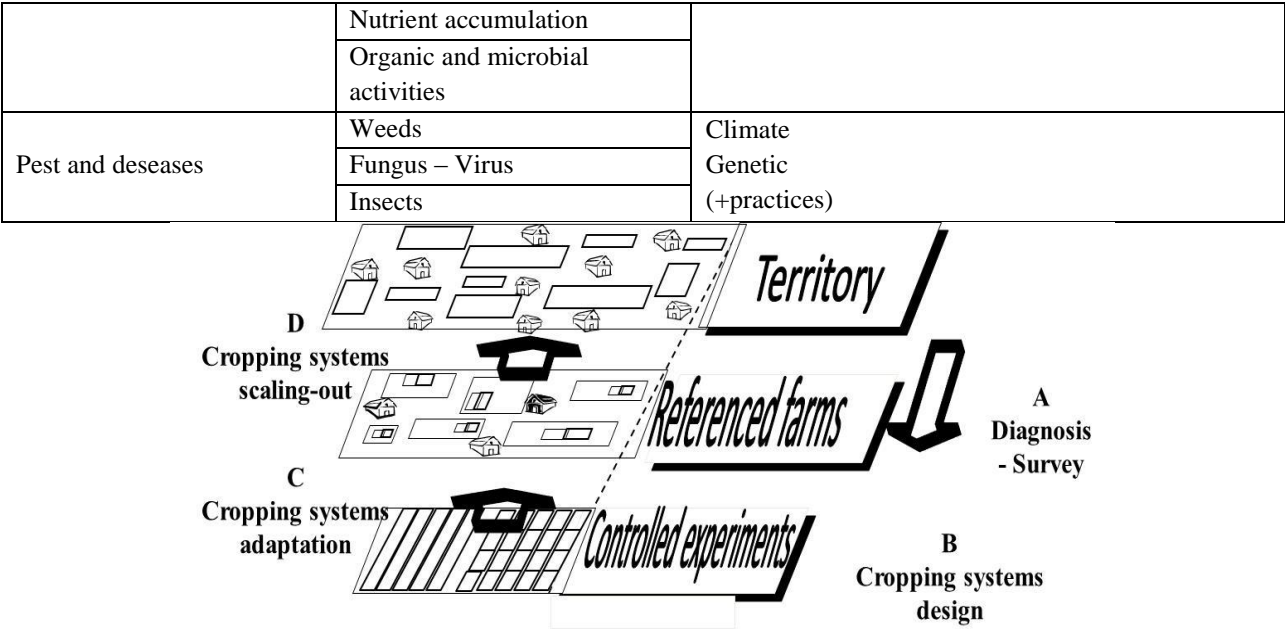 Nutrient accumulation
Organic and microbial
activities
Pest and deseases
Weeds
Fungus – Virus
Insects
Climate
Genetic
(+practices)
Territory
D
Cropping systems
scaling-out
Referenced farms
A
Diagnosis
- Survey
C
Cropping systems
adaptation
Controlled experiments
B
Cropping systems
design